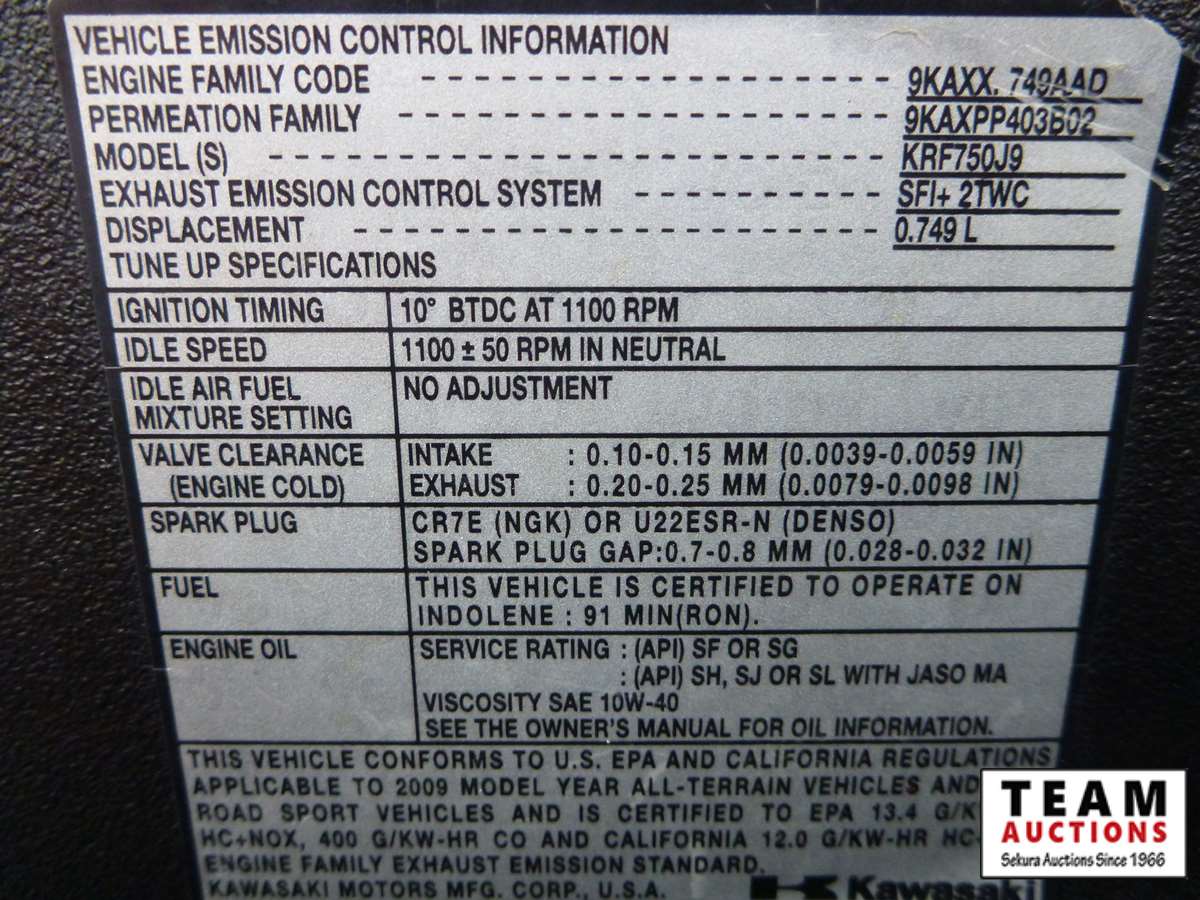 VEHICLE EMISSION CONTROL INFORMATION
ENGINE FAMILY CODE - - - - - - - - - - - - - - - - - - - 9KAXX. 749AAD
PERMEATION FAMILY - - - - - - - - - - - - - - - - - - - - 9KAXPP403B02
MODEL (S) - - - - - - - - - - - - - - - - - - - - - - - - - KRF750J9
EXHAUST EMISSION CONTROL SYSTEM - - - - - - - - - - SFI+ 2TWC
DISPLACEMENT - - - - - - - - - - - - - - - - - - - - - - 0.749 L
TUNE UP SPECIFICATIONS
IGNITION TIMING 10° BTDC AT 1100 RPM
IDLE SPEED 1100 ± 50 RPM IN NEUTRAL
IDLE AIR FUEL NO ADJUSTMENT
MIXTURE SETTING
VALVE CLEARANCE INTAKE : 0.10-0.15 MM (0.0039-0.0059 IN)
(ENGINE COLD) EXHAUST : 0.20-0.25 MM (0.0079-0.0098 IN)
SPARK PLUG CR7E (NGK) OR U22ESR-N (DENSO)
SPARK PLUG GAP:0.7-0.8 MM (0.028-0.032 IN)
FUEL THIS VEHICLE IS CERTIFIED TO OPERATE ON
INDOLENE : 91 MIN(RON).
ENGINE OIL SERVICE RATING : (API) SF OR SG
: (API) SH, SJ OR SL WITH JASO MA
VISCOSITY SAE 10W-40
SEE THE OWNER'S MANUAL FOR OIL INFORMATION.
THIS VEHICLE CONFORMS TO U.S. EPA AND CALIFORNIA REGULATIONS
APPLICABLE TO 2009 MODEL YEAR ALL-TERRAIN VEHICLES AND
ROAD SPORT VEHICLES AND IS CERTIFIED TO EPA 13.4
HC+NOX, 400 G/KW-HR CO AND CALIFORNIA 12.0 G/KW-HR
ENGINE FAMILY EXHAUST EMISSION STANDARD.
KAWASAKI MOTORS MFG. CORP., U.S.A.
Kawasaki
TEAM
AUCTIONS
Sekura Auctions Since 1966